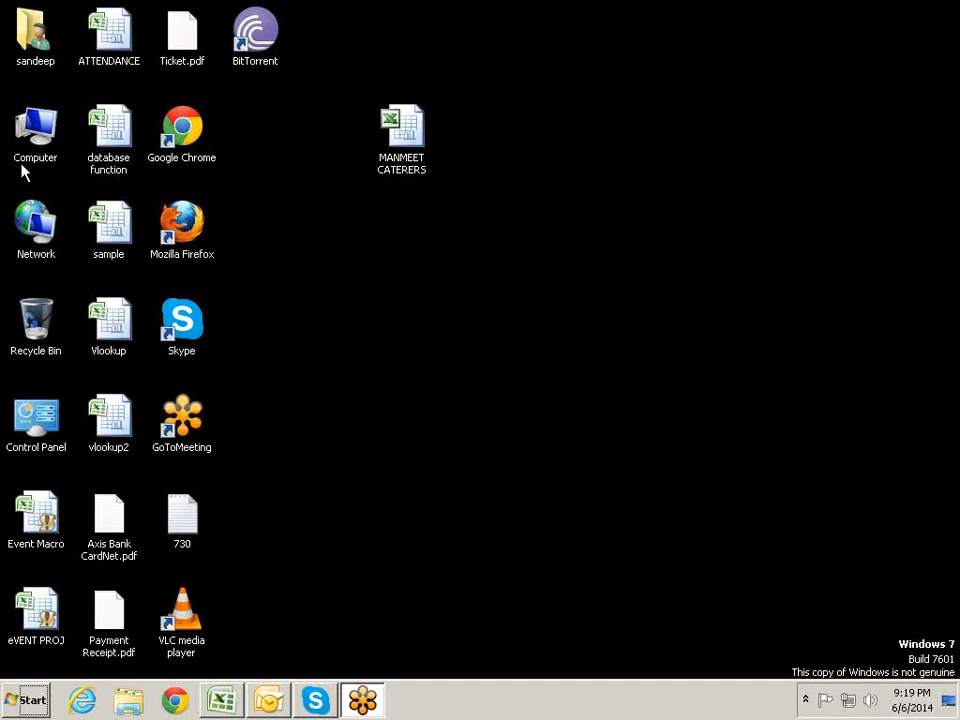 sandeep
ATTENDANCE
Ticket.pdf
BitTorrent
Computer
database
function
Google Chrome
MANMEET
CATERERS
Network
sample
Mozilla Firefox
Recycle Bin
Vlookup
Skype
Control Panel
vlookup2
GoToMeeting
Event Macro
Axis Bank
CardNet.pdf
730
eVENT PROJ
Payment
Receipt.pdf
VLC media
player
Windows 7
Build 7601
This copy of Windows is not genuine
Start
9:19 PM
6/6/2014